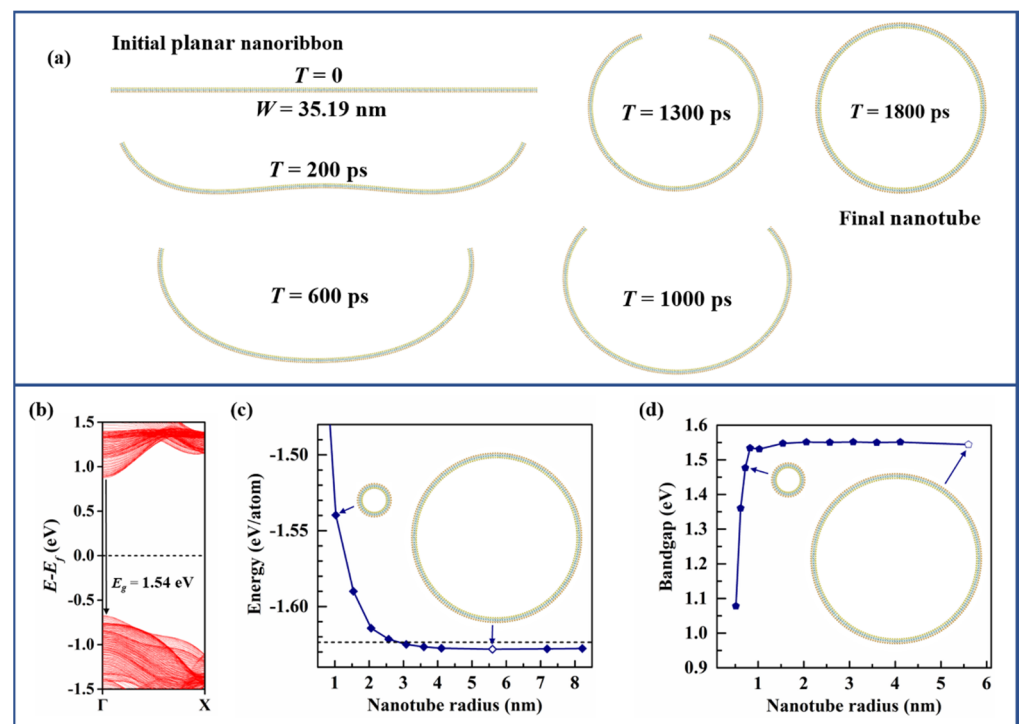 (a)
Initial planar nanoribbon
T = 0
W = 35.19 nm
T = 200 ps
T = 600 ps
T = 1300 ps
T = 1800 ps
Final nanotube
T = 1000 ps
(b)
E-Ef (eV)
1.5
1.0
0.5
0.0
-0.5
-1.0
-1.5
Eg = 1.54 eV
Γ
X
(c)
Energy (eV/atom)
-1.50
-1.55
-1.60
1 2 3 4 5 6 7 8
Nanotube radius (nm)
(d)
Bandgap (eV)
1.6
1.5
1.4
1.3
1.2
1.1
1.0
0.9
1 2 3 4 5 6
Nanotube radius (nm)